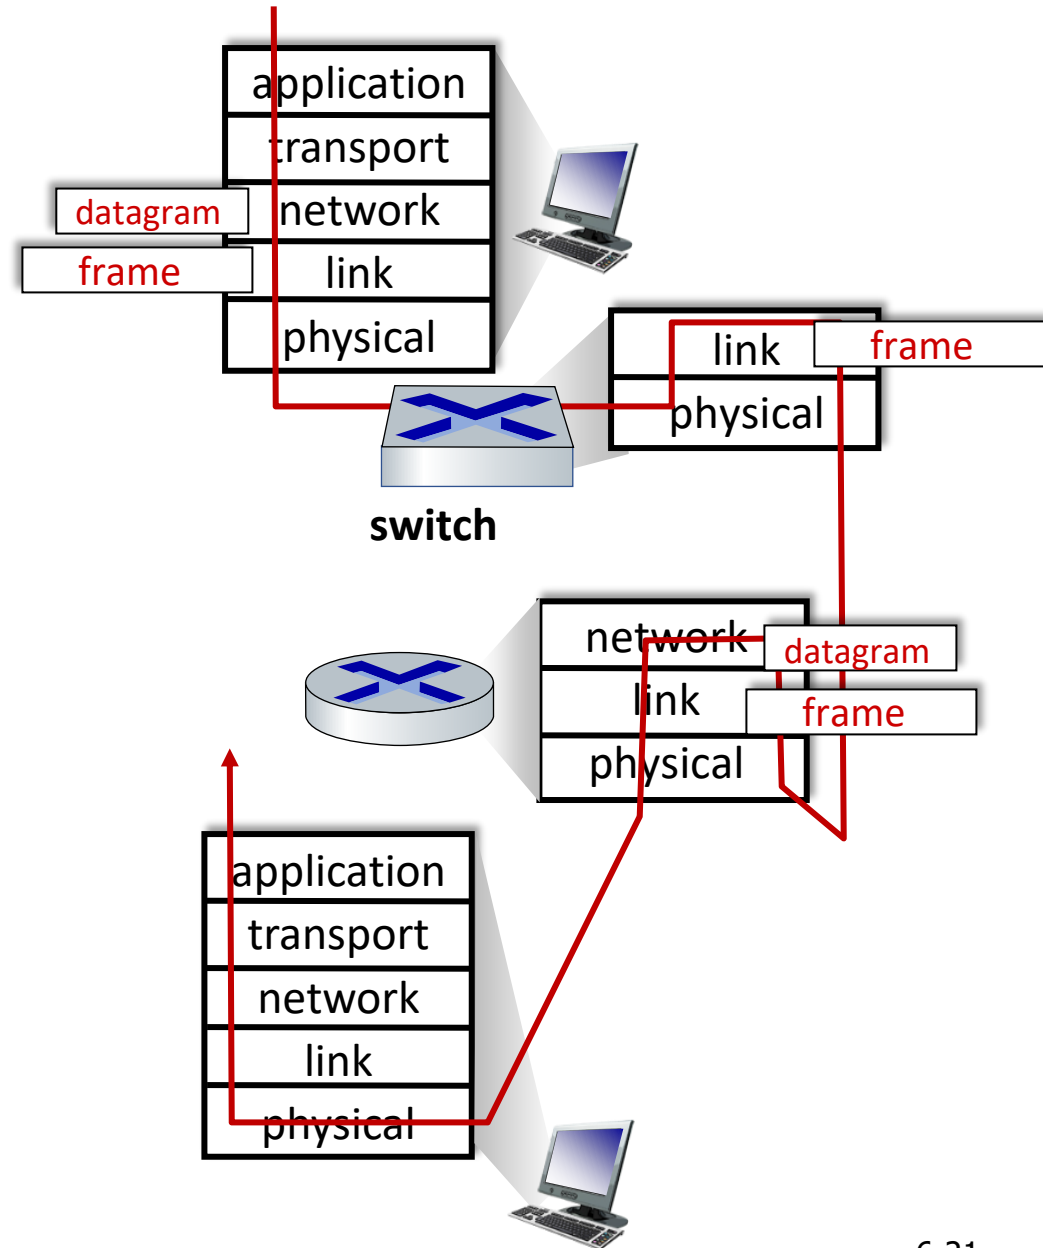 application
transport
datagram
network
frame
link
physical
link
frame
physical
switch
network
datagram
link
frame
physical
application
transport
network
link
physical